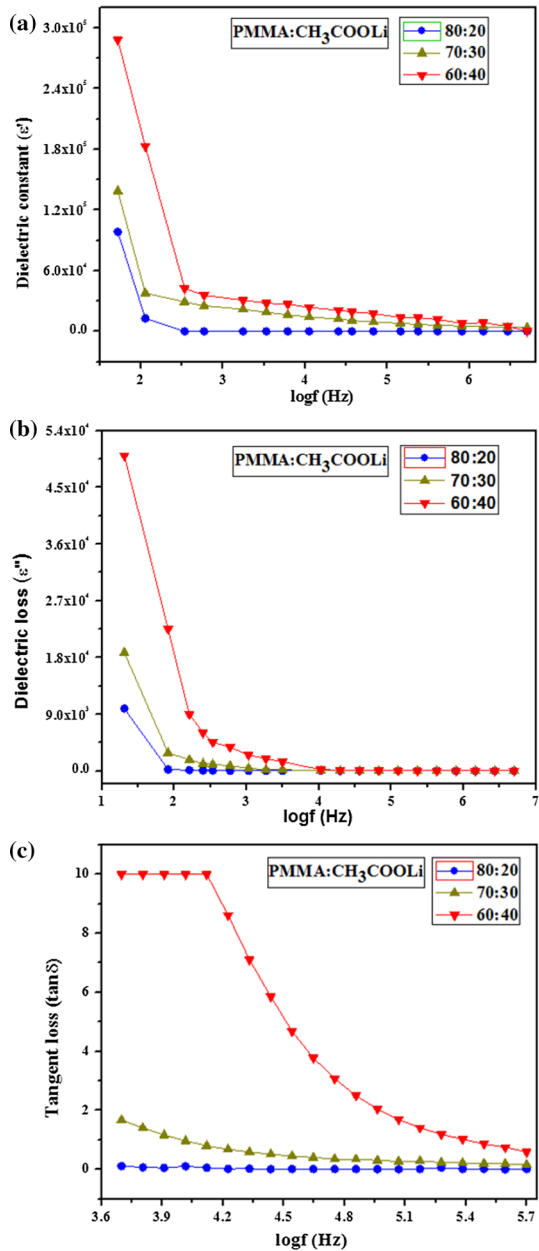 (a)
PMMA:CH₃COOLi
80:20
70:30
60:40
3.0x10⁵
2.4x10⁵
1.8x10⁵
1.2x10⁵
6.0x10⁴
0.0
Dielectric constant (ε')
2 3 4 5 6
logf (Hz)
(b)
PMMA:CH₃COOLi
80:20
70:30
60:40
5.4x10⁴
4.5x10⁴
3.6x10⁴
2.7x10⁴
1.8x10⁴
9.0x10³
0.0
Dielectric loss (ε")
1 2 3 4 5 6 7
logf (Hz)
(c)
PMMA:CH₃COOLi
80:20
70:30
60:40
10
8
6
4
2
0
Tangent loss (tanδ)
3.6 3.9 4.2 4.5 4.8 5.1 5.4 5.7
logf (Hz)